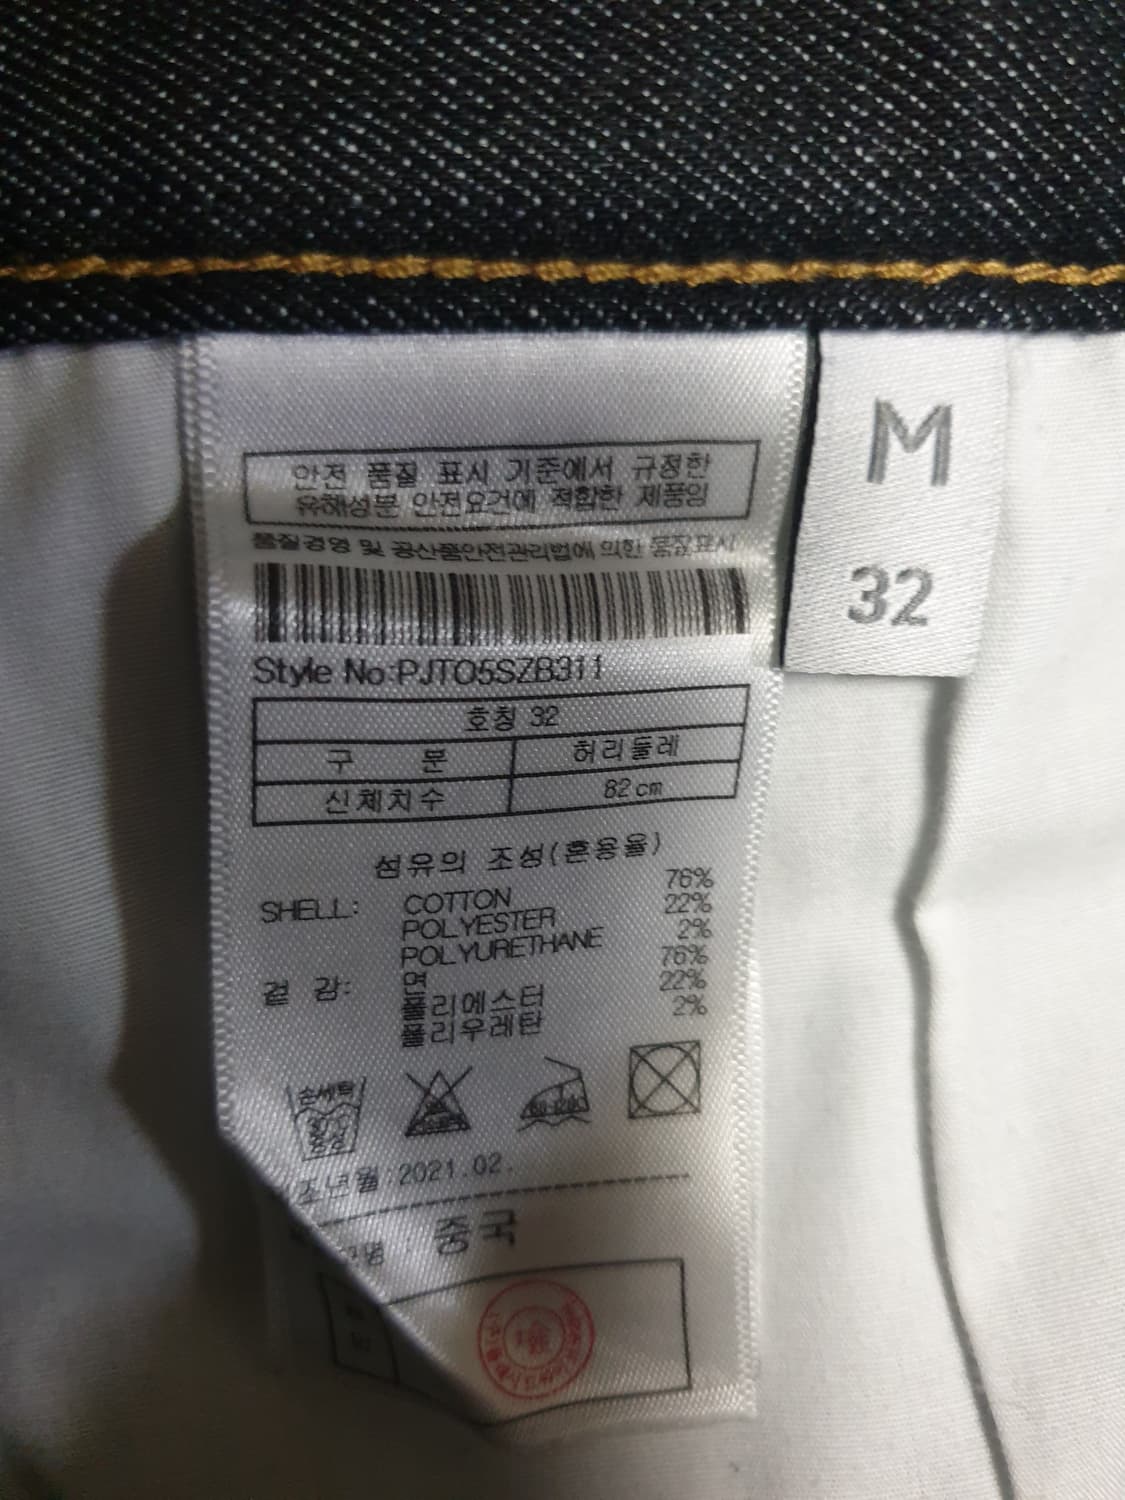 안전 품질 표시 기준에서 규정한
유해성분 안전요건에 적합한 제품임
품질경영 및 공산품안전관리법에 의한 품질표시
Style No:PJT05SZB311
호칭 32
구 분 허리둘레
신체치수 82cm
섬유의 조성(혼용율)
SHELL: COTTON 76%
POLYESTER 22%
POLYURETHANE 2%
겉 감: 면 76%
폴리에스터 22%
폴리우레탄 2%
손세탁
조년월:2021.02.
중국
M
32